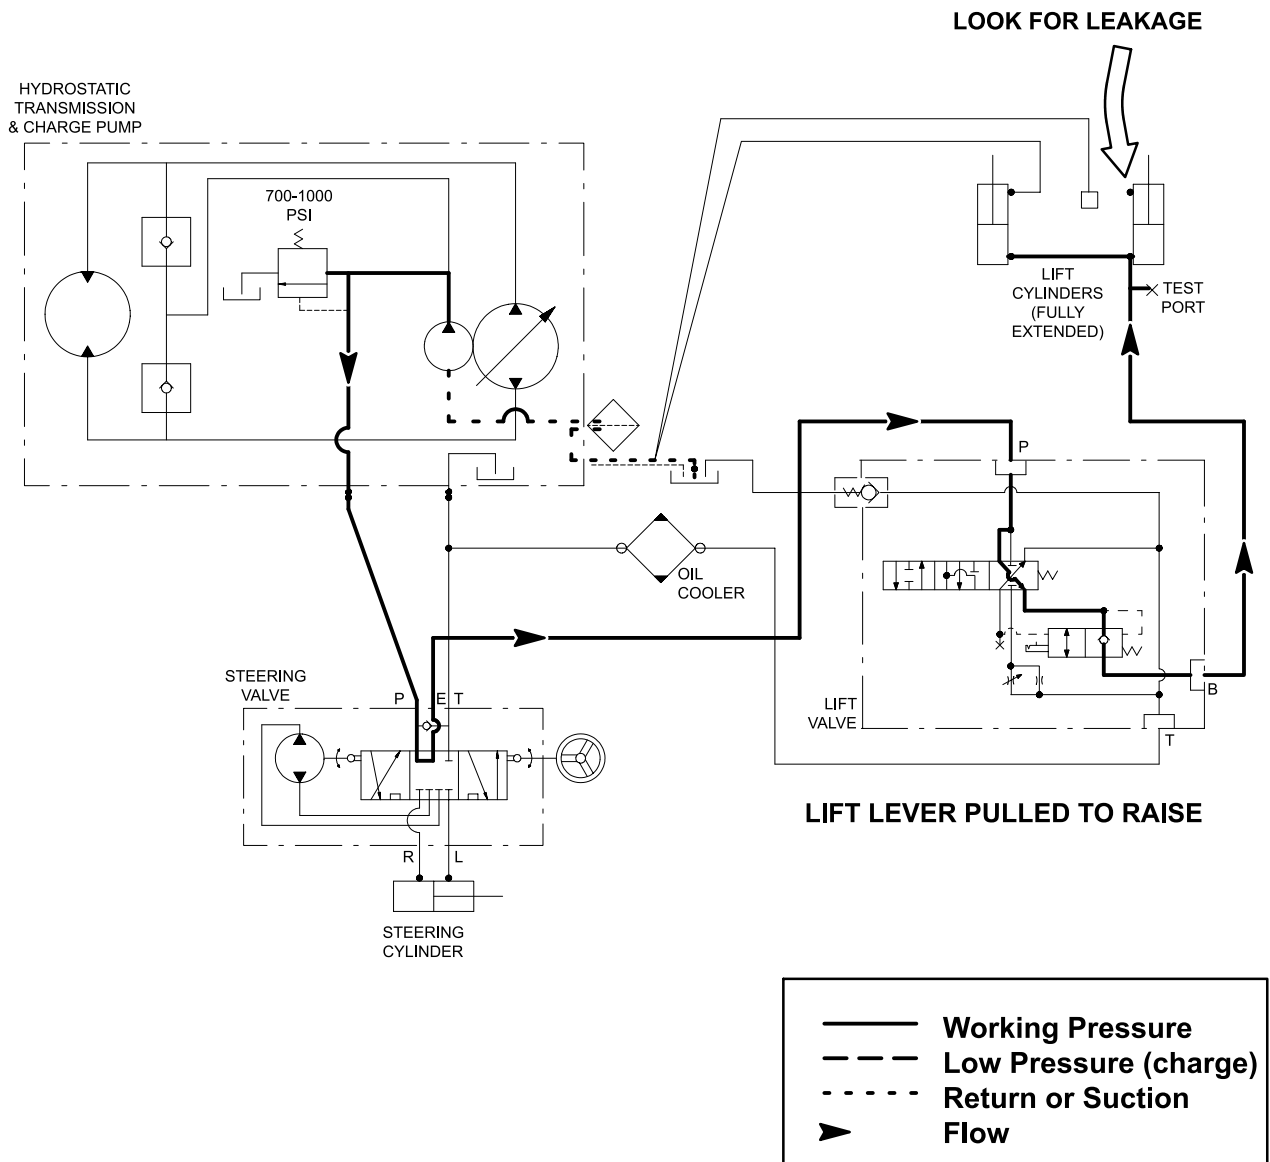 LOOK FOR LEAKAGE
HYDROSTATIC
TRANSMISSION
& CHARGE PUMP
700-1000
PSI
LIFT
CYLINDERS
(FULLY
EXTENDED)
TEST
PORT
P
OIL
COOLER
STEERING
VALVE
P E T
LIFT
VALVE
B
T
LIFT LEVER PULLED TO RAISE
R L
STEERING
CYLINDER
Working Pressure
Low Pressure (charge)
Return or Suction
Flow